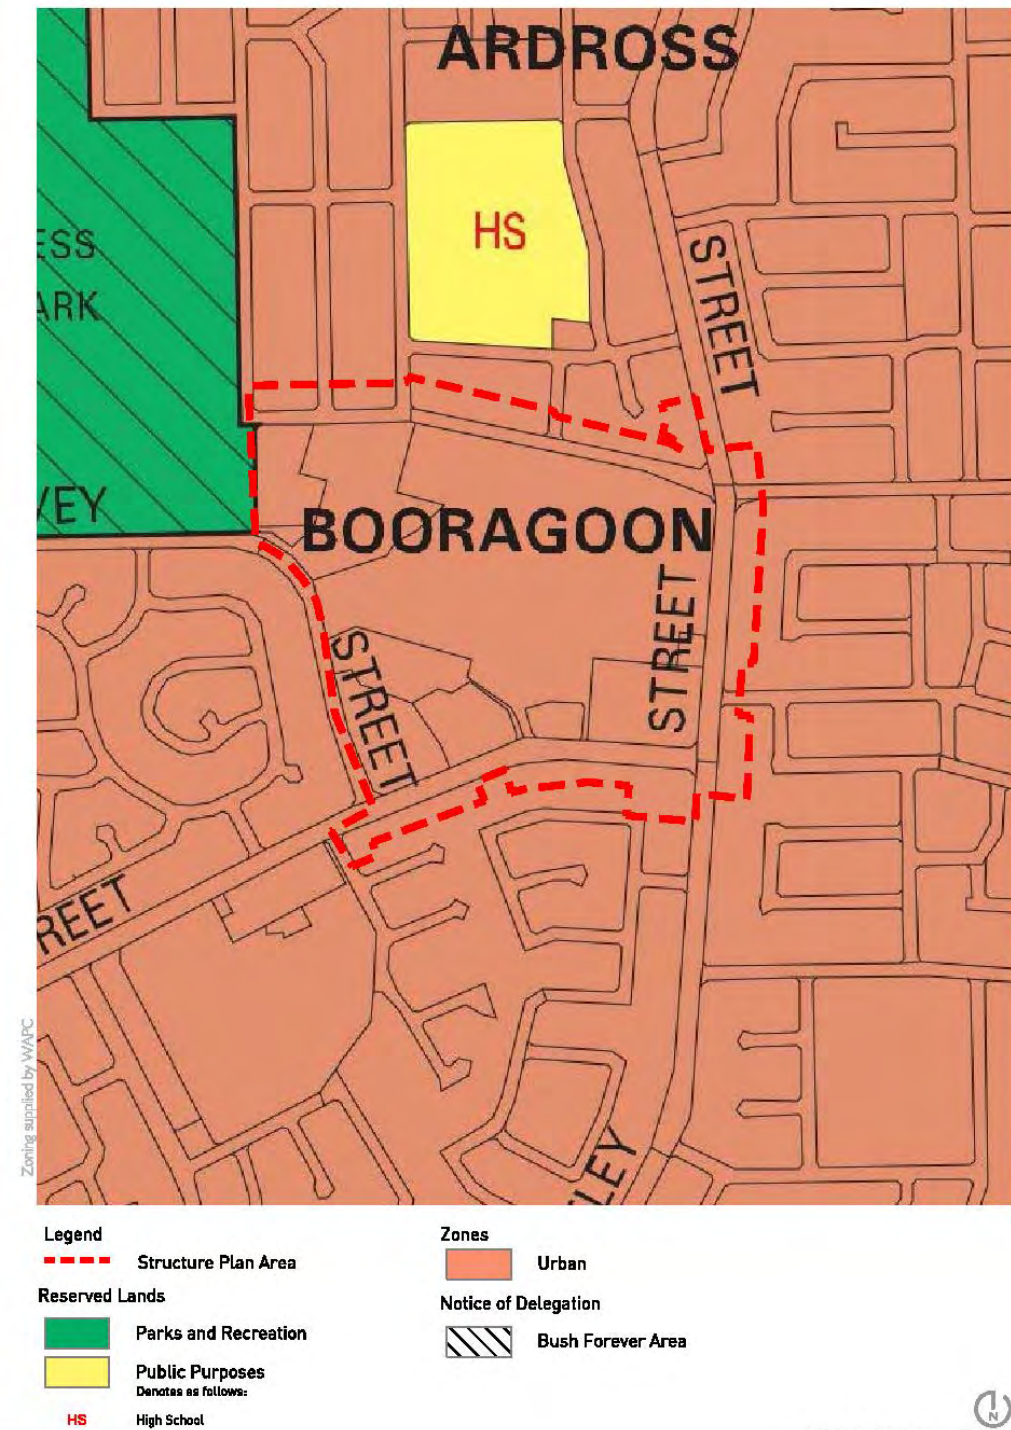 ARDROSS
HS
STREET
ESS
ARK
VEY
BOORAGOON
STREET
STREET
REET
LEY
Zoning supplied by WAPC
Legend
Structure Plan Area
Reserved Lands
Parks and Recreation
Public Purposes
Denotes as follows:
HS High School
Zones
Urban
Notice of Delegation
Bush Forever Area
N